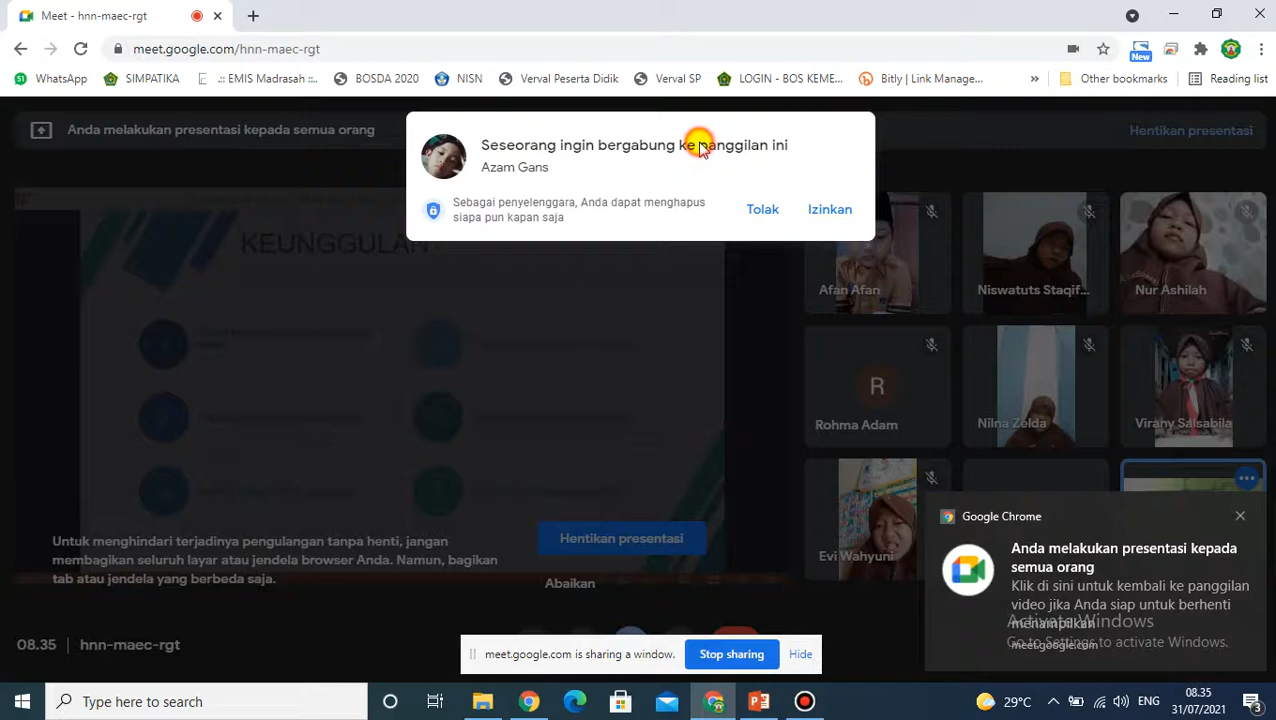 Meet - hnn-maec-rgt
meet.google.com/hnn-maec-rgt
New
WhatsApp
SIMPATIKA
.:: EMIS Madrasah ::..
BOSDA 2020
NISN
Verval Peserta Didik
Verval SP
LOGIN - BOS KEME...
Bitly | Link Manage...
»
Other bookmarks
Reading list
Anda melakukan presentasi kepada semua orang
Hentikan presentasi
Seseorang ingin bergabung ke panggilan ini
Azam Gans
Sebagai penyelenggara, Anda dapat menghapus
siapa pun kapan saja
Tolak
Izinkan
KEUNGGULAN
Afan Afan
Niswatuts Staqif...
Nur Ashilah
R
Rohma Adam
Nilna Zelda
Virany Salsabila
Evi Wahyuni
Untuk menghindari terjadinya pengulangan tanpa henti, jangan
membagikan seluruh layar atau jendela browser Anda. Namun, bagikan
tab atau jendela yang berbeda saja.
Hentikan presentasi
Abaikan
Google Chrome
Anda melakukan presentasi kepada
semua orang
Klik di sini untuk kembali ke panggilan
video jika Anda siap untuk berhenti
menampilkan
meet.google.com
Activate Windows
Go to Settings to activate Windows.
08.35 | hnn-maec-rgt
meet.google.com is sharing a window.
Stop sharing
Hide
Type here to search
29°C
ENG
08.35
31/07/2021
3